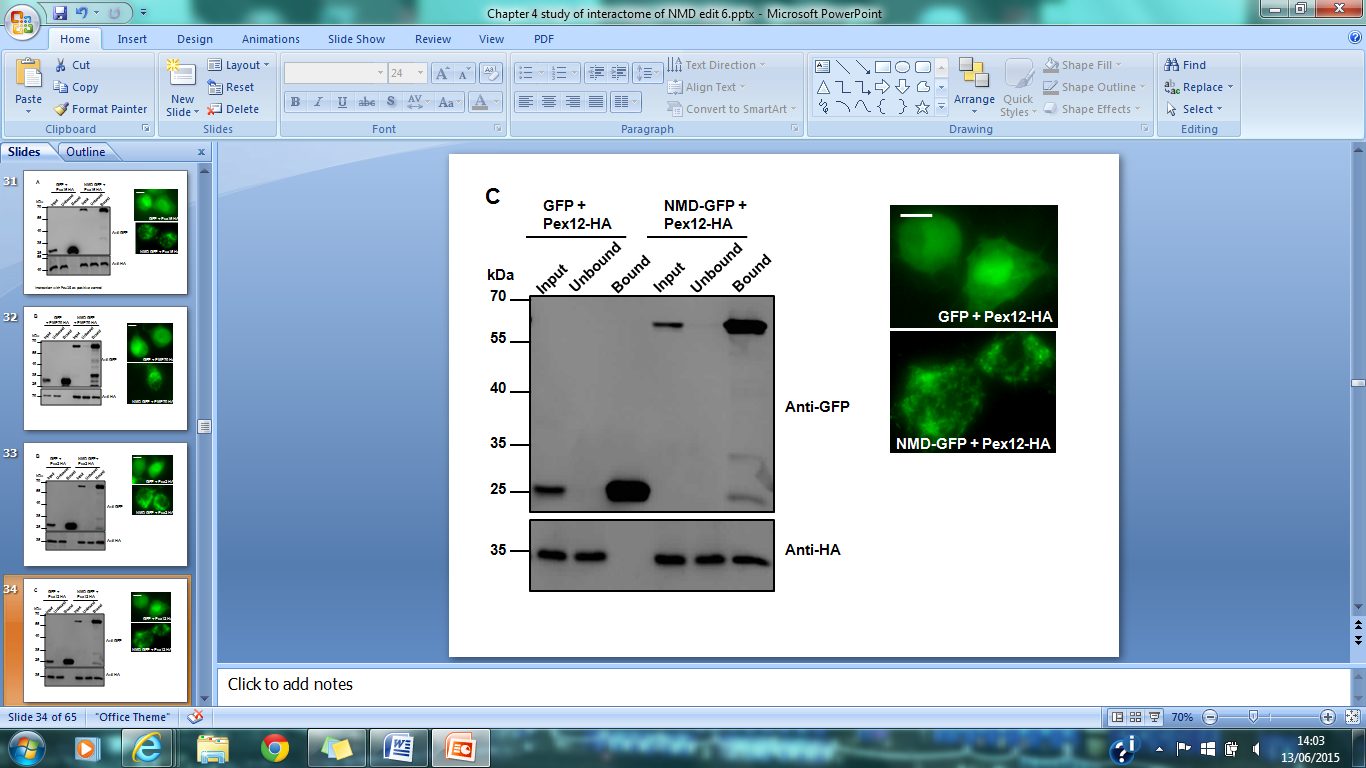 Chapter 4 study of interactome of NMD edit 6.pptx - Microsoft PowerPoint
Home Insert Design Animations Slide Show Review View PDF
Paste
Cut
Copy
Format Painter
Clipboard
New Slide
Layout
Reset
Delete
Slides
24
B I U abc S AV Aa A
Font
Paragraph
Text Direction
Align Text
Convert to SmartArt
Arrange
Quick Styles
Shape Fill
Shape Outline
Shape Effects
Drawing
Find
Replace
Select
Editing
Slides Outline
31
32
33
34
C
GFP +
Pex12-HA
NMD-GFP +
Pex12-HA
kDa
Input Unbound Bound Input Unbound Bound
70
55
40
35
25
Anti-GFP
35
Anti-HA
GFP + Pex12-HA
NMD-GFP + Pex12-HA
Click to add notes
Slide 34 of 65 "Office Theme" 70%
14:03
13/06/2015